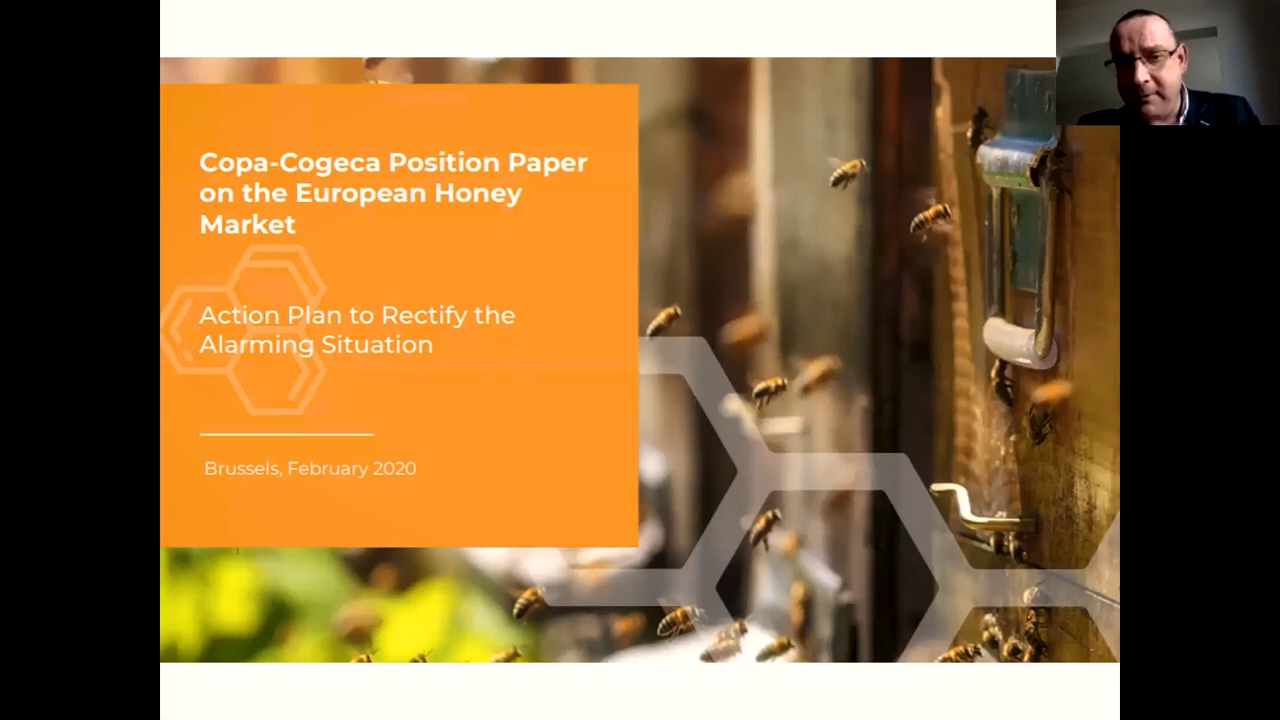 Copa-Cogeca Position Paper
on the European Honey
Market
Action Plan to Rectify the
Alarming Situation
Brussels, February 2020